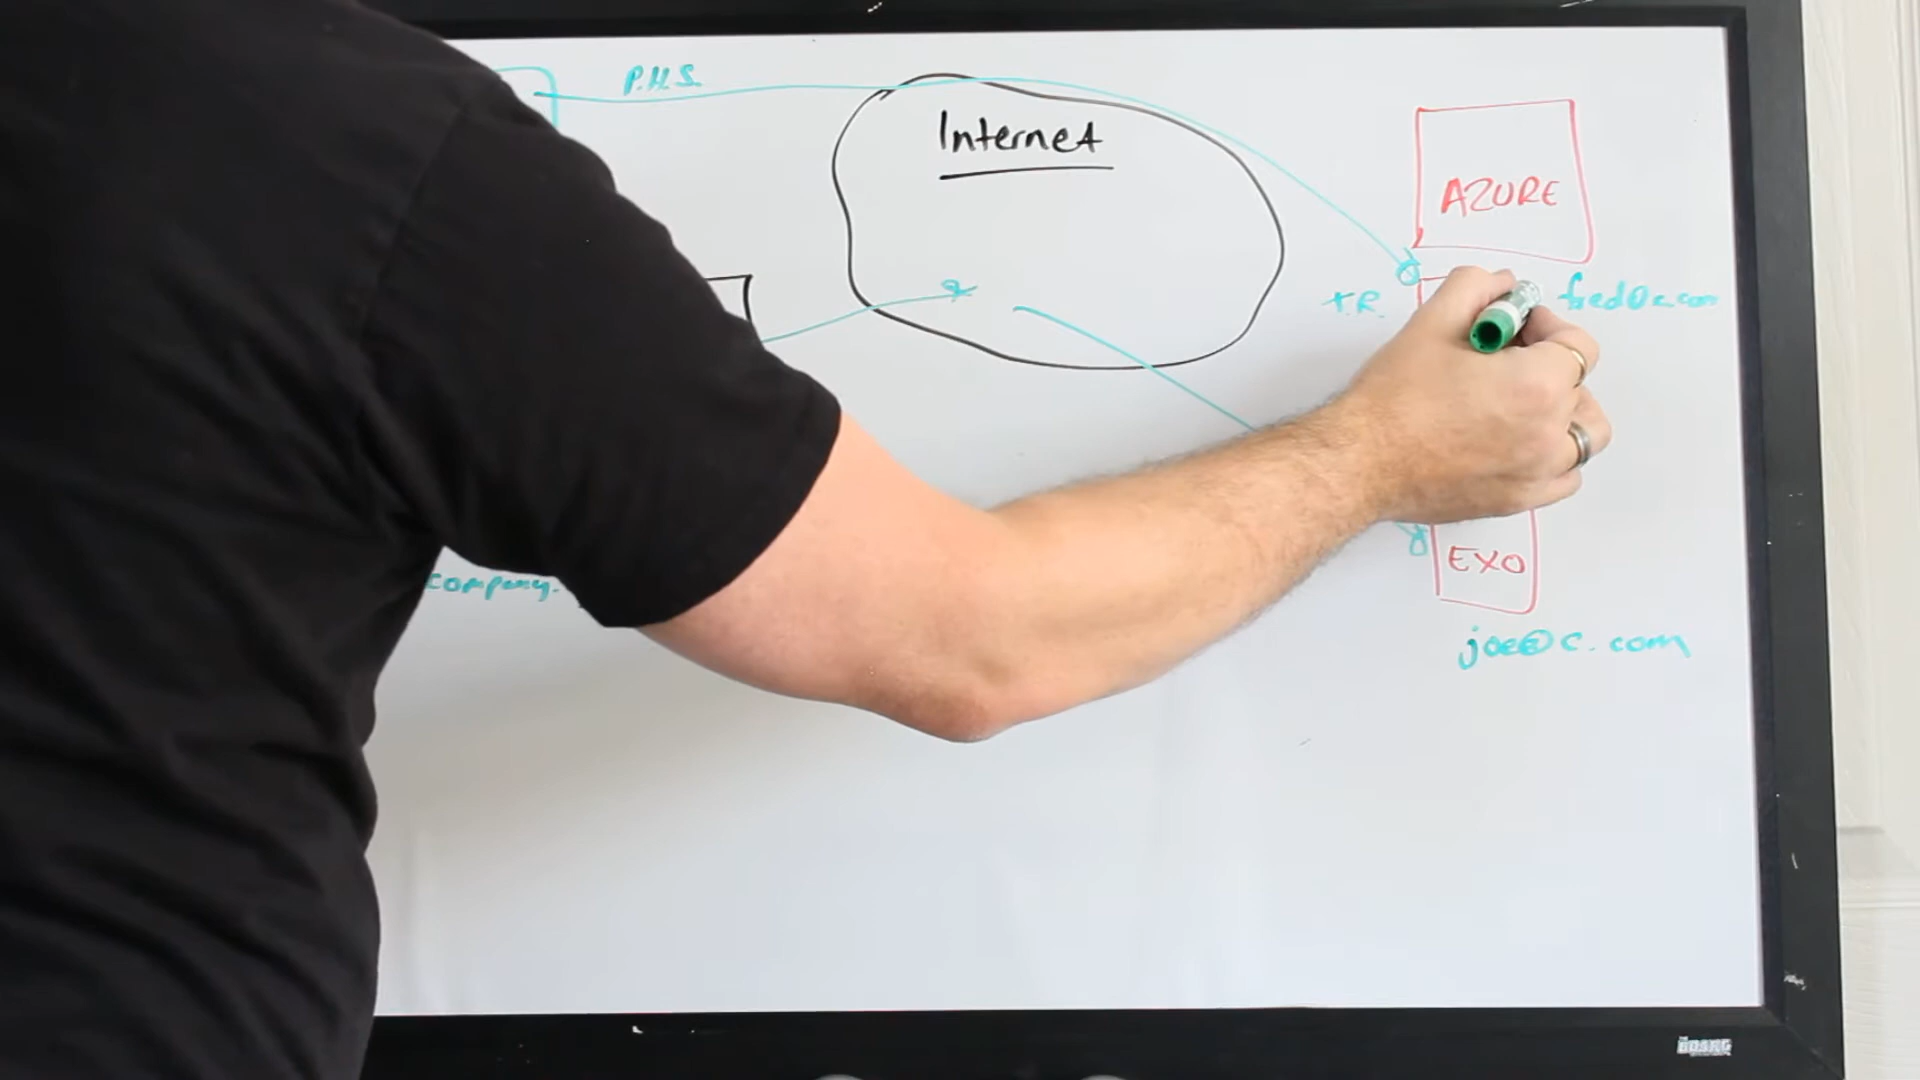 P.H.S.
Internet
AZURE
fred@c.com
T.R.
EXO
company.
joe@c.com